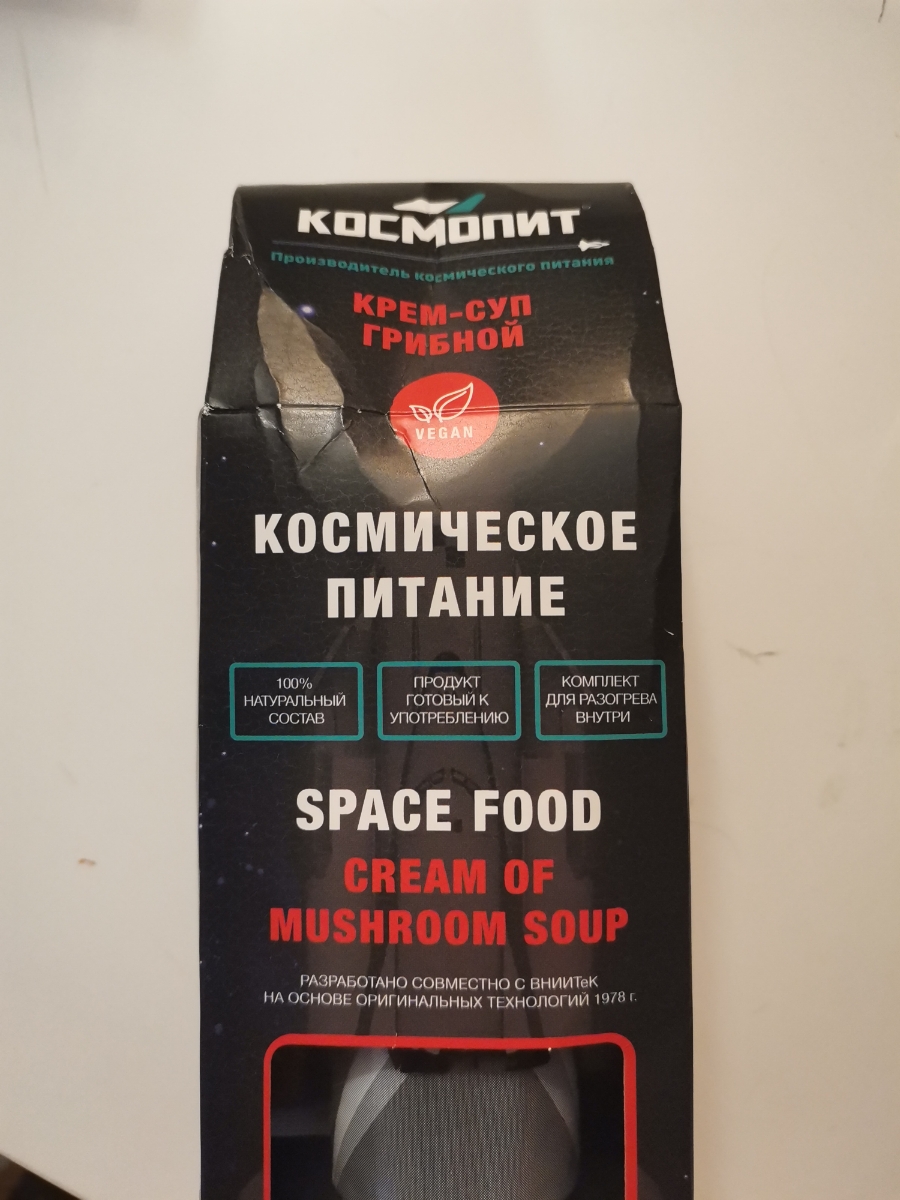 КОСМОПИТ
Производитель космического питания
КРЕМ-СУП
ГРИБНОЙ
VEGAN
КОСМИЧЕСКОЕ
ПИТАНИЕ
100%
НАТУРАЛЬНЫЙ
СОСТАВ
ПРОДУКТ
ГОТОВЫЙ К
УПОТРЕБЛЕНИЮ
КОМПЛЕКТ
ДЛЯ РАЗОГРЕВА
ВНУТРИ
SPACE FOOD
CREAM OF
MUSHROOM SOUP
РАЗРАБОТАНО СОВМЕСТНО С ВНИИТеК
НА ОСНОВЕ ОРИГИНАЛЬНЫХ ТЕХНОЛОГИЙ 1978 г.